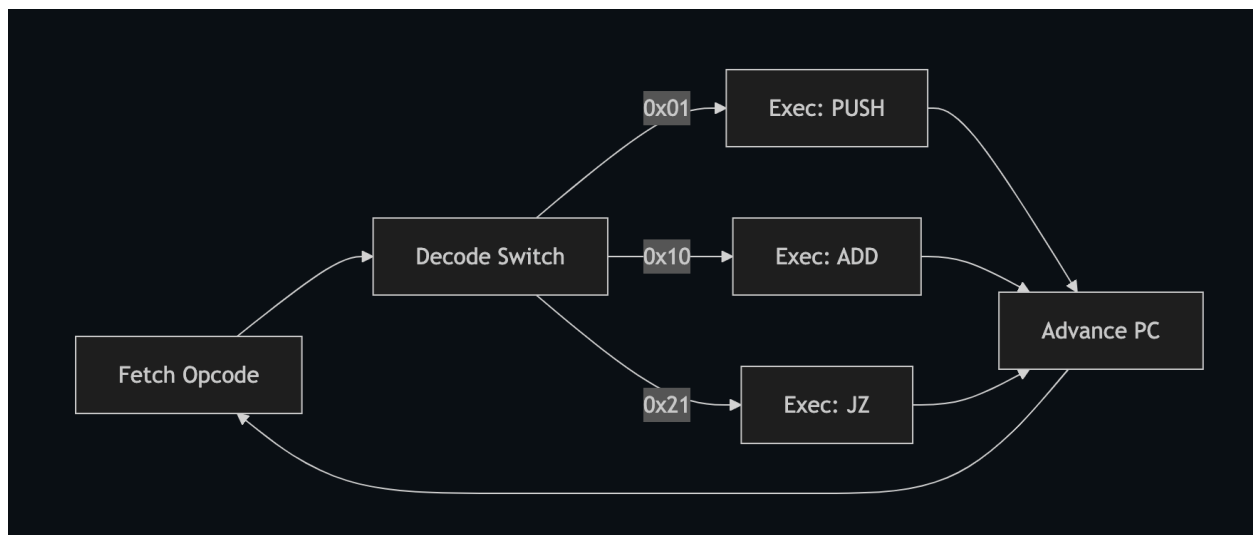 0x01
Exec: PUSH
Decode Switch
0x10
Exec: ADD
Advance PC
Fetch Opcode
0x21
Exec: JZ